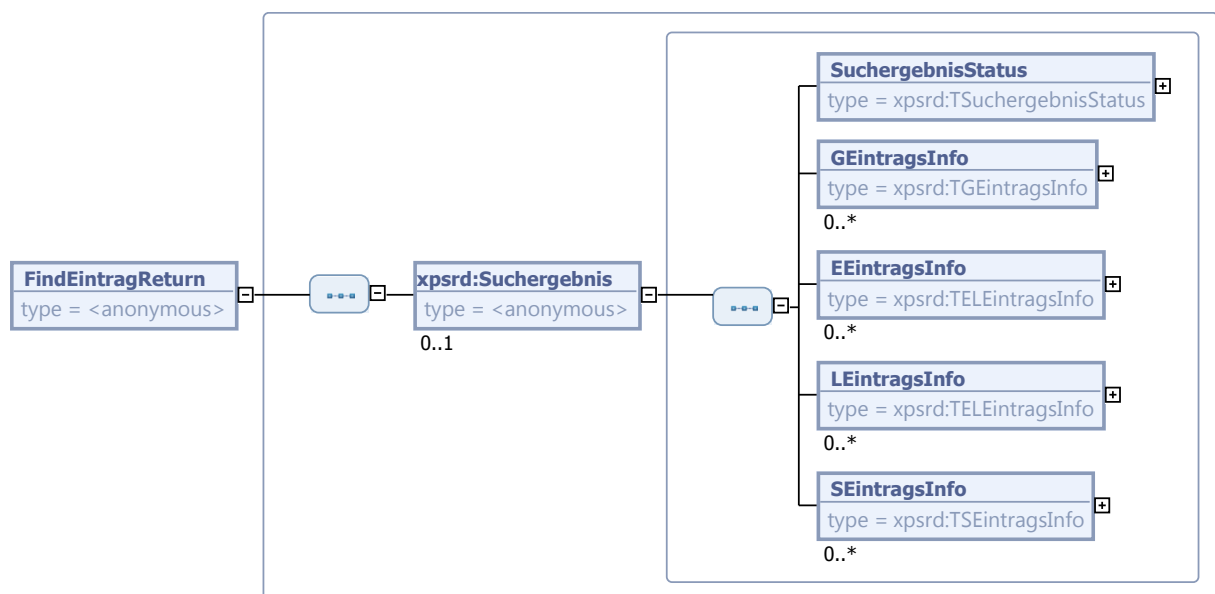 SuchergebnisStatus
type = xpsrd:TSuchergebnisStatus
GEintragsInfo
type = xpsrd:TGEintragsInfo
0..*
FindEintragReturn
type = <anonymous>
xpsrd:Suchergebnis
type = <anonymous>
0..1
EEintragsInfo
type = xpsrd:TELEintragsInfo
0..*
LEintragsInfo
type = xpsrd:TELEintragsInfo
0..*
SEintragsInfo
type = xpsrd:TSEintragsInfo
0..*